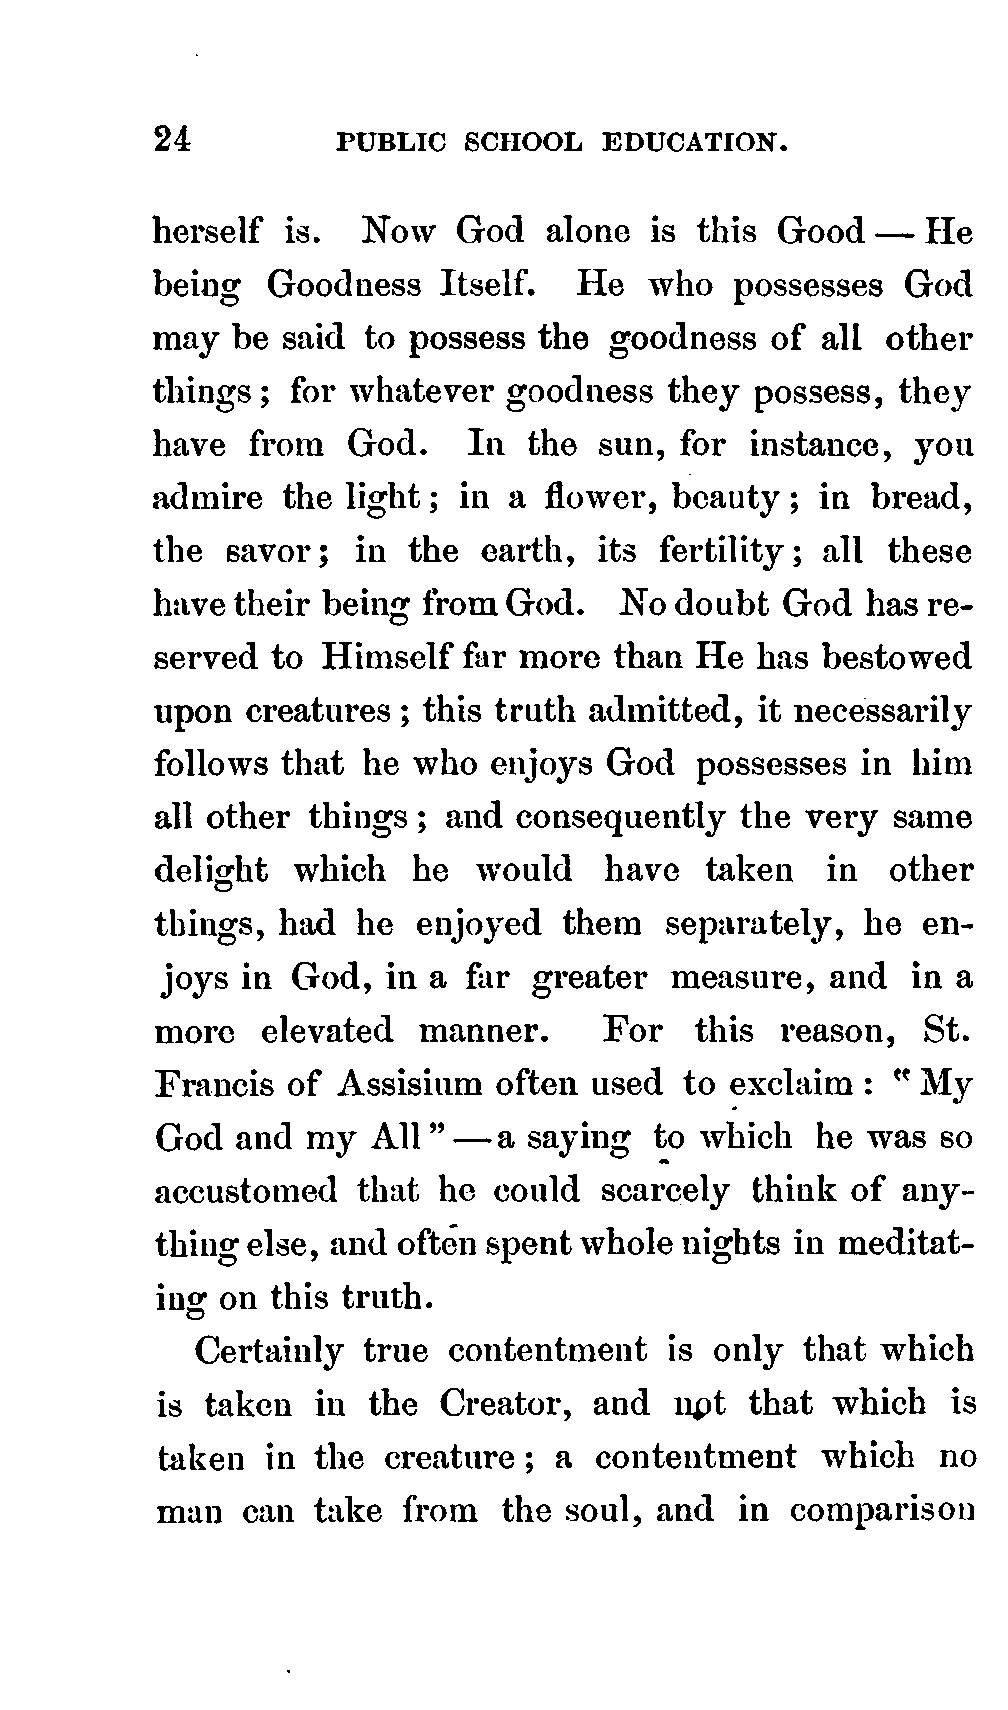 24 PUBLIC SCHOOL EDUCATION.
herself is. Now God alone is this Good — He
being Goodness Itself. He who possesses God
may be said to possess the goodness of all other
things; for whatever goodness they possess, they
have from God. In the sun, for instance, you
admire the light; in a flower, beauty; in bread,
the savor; in the earth, its fertility; all these
have their being from God. No doubt God has re-
served to Himself far more than He has bestowed
upon creatures; this truth admitted, it necessarily
follows that he who enjoys God possesses in him
all other things; and consequently the very same
delight which he would have taken in other
things, had he enjoyed them separately, he en-
joys in God, in a far greater measure, and in a
more elevated manner. For this reason, St.
Francis of Assisium often used to exclaim: "My
God and my All" — a saying to which he was so
accustomed that he could scarcely think of any-
thing else, and often spent whole nights in meditat-
ing on this truth.
Certainly true contentment is only that which
is taken in the Creator, and not that which is
taken in the creature; a contentment which no
man can take from the soul, and in comparison